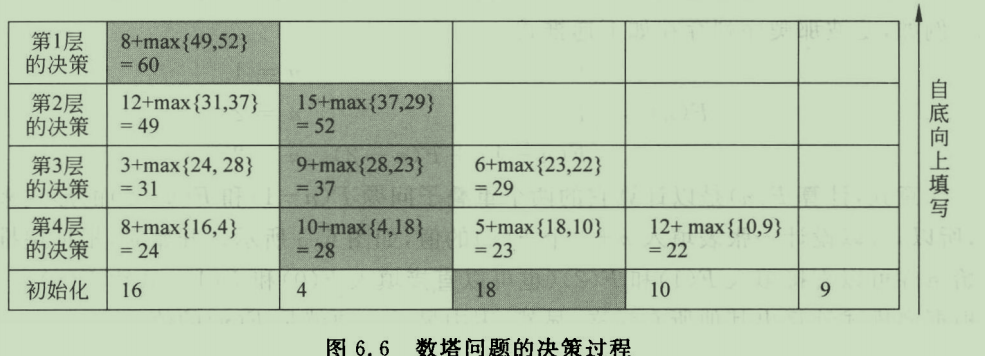 第1层
的决策
8+max{49,52}
= 60
第2层
的决策
12+max{31,37}
= 49
15+max{37,29}
= 52
第3层
的决策
3+max{24, 28}
= 31
9+max{28,23}
= 37
6+max{23,22}
= 29
第4层
的决策
8+max{16,4}
= 24
10+max{4,18}
= 28
5+max{18,10}
= 23
12+ max{10,9}
= 22
初始化
16
4
18
10
9
自底向上填写
图 6.6 数塔问题的决策过程